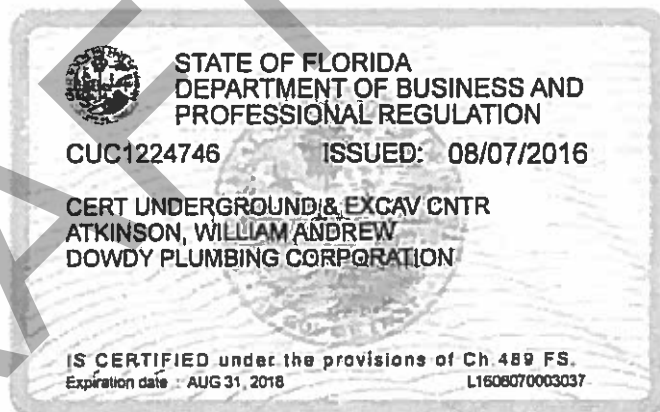 STATE OF FLORIDA
DEPARTMENT OF BUSINESS AND
PROFESSIONAL REGULATION
CUC1224746 ISSUED: 08/07/2016
CERT UNDERGROUND & EXCAV CNTR
ATKINSON, WILLIAM ANDREW
DOWDY PLUMBING CORPORATION
IS CERTIFIED under the provisions of Ch.489 FS.
Expiration date : AUG 31, 2018 L1608070003037